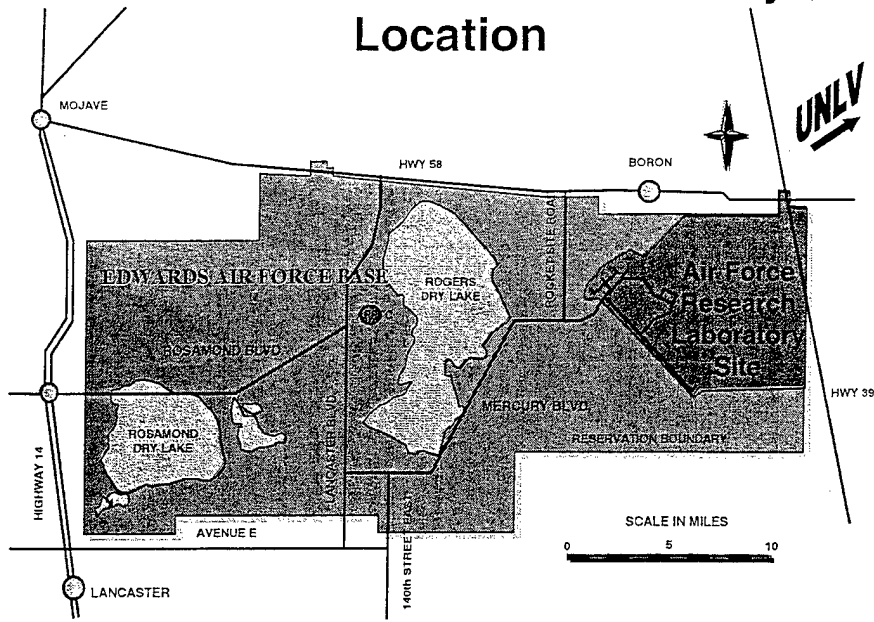 Location
MOJAVE
UNLV
HWY 58
BORON
ROCKET SITE ROAD
EDWARDS AIR FORCE BASE
ROGERS
DRY LAKE
Air Force
Research
Laboratory
Site
ROSAMOND BLVD
MERCURY BLVD
HWY 39
ROSAMOND
DRY LAKE
LANCASTER BLVD
RESERVATION BOUNDARY
HIGHWAY 14
AVENUE E
140th STREET EAST
SCALE IN MILES
0 5 10
LANCASTER